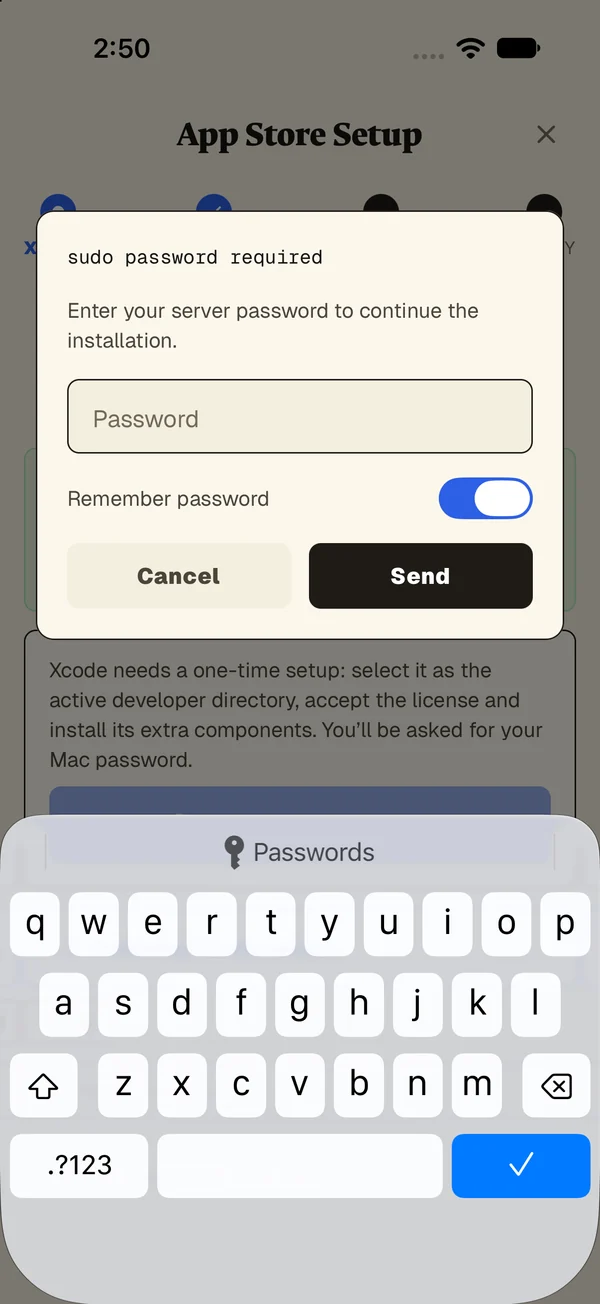 2:50
App Store Setup
X
Y
sudo password required
Enter your server password to continue the
installation.
Password
Remember password
Cancel
Send
Xcode needs a one-time setup: select it as the
active developer directory, accept the license and
install its extra components. You’ll be asked for your
Mac password.
Passwords
q w e r t y u i o p
a s d f g h j k l
z x c v b n m
.?123